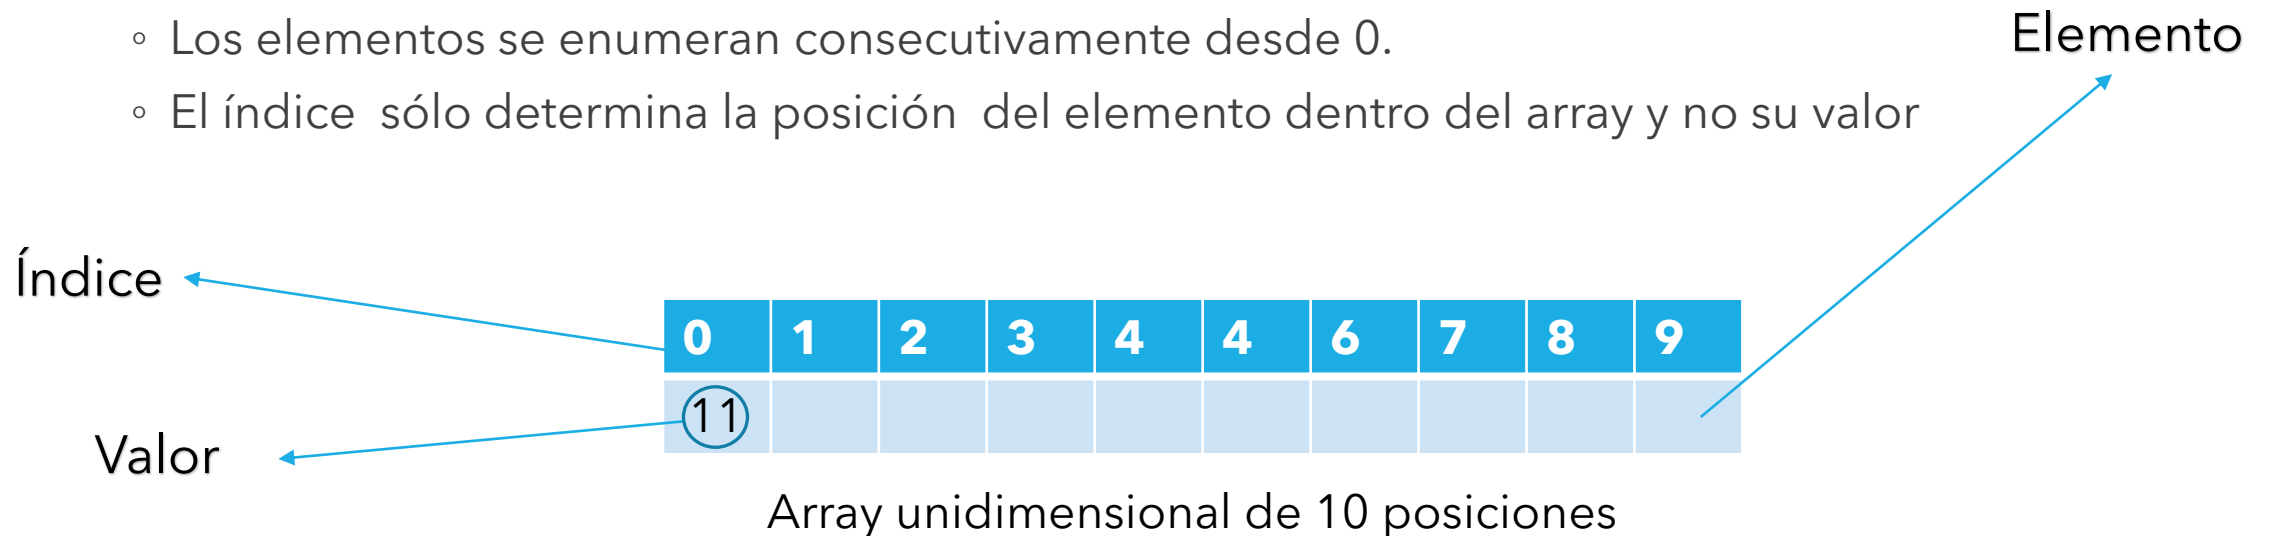 ◦ Los elementos se enumeran consecutivamente desde 0.
Elemento
◦ El índice sólo determina la posición del elemento dentro del array y no su valor
Índice
0 1 2 3 4 4 6 7 8 9
11
Valor
Array unidimensional de 10 posiciones